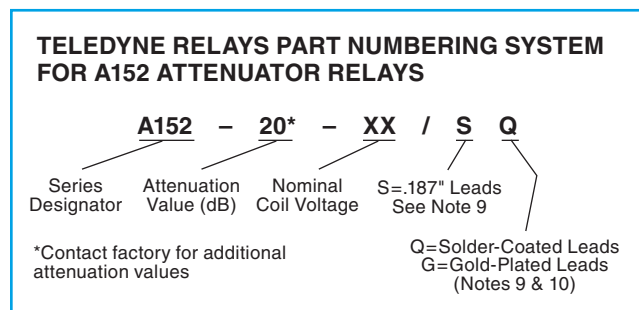 TELEDYNE RELAYS PART NUMBERING SYSTEM
FOR A152 ATTENUATOR RELAYS
A152 – 20* – XX / S Q
Series
Designator
Attenuation
Value (dB)
Nominal
Coil Voltage
S=.187" Leads
See Note 9
*Contact factory for additional
attenuation values
Q=Solder-Coated Leads
G=Gold-Plated Leads
(Notes 9 & 10)